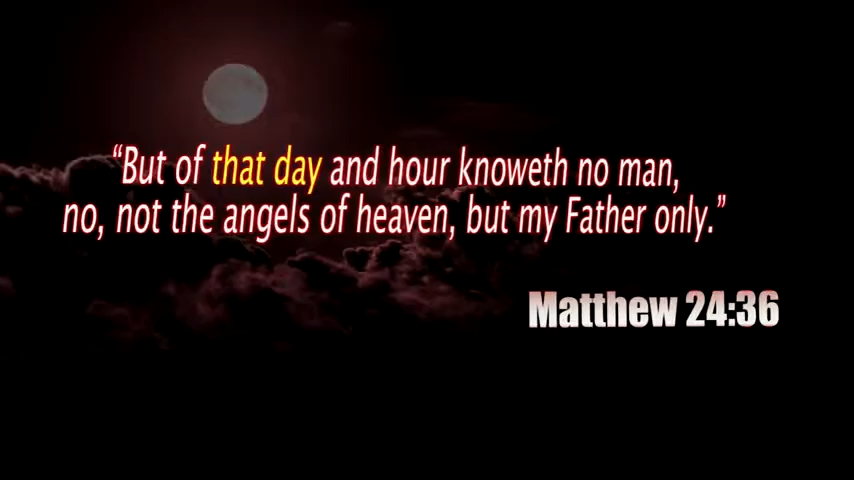 “But of that day and hour knoweth no man,
no, not the angels of heaven, but my Father only.”
Matthew 24:36